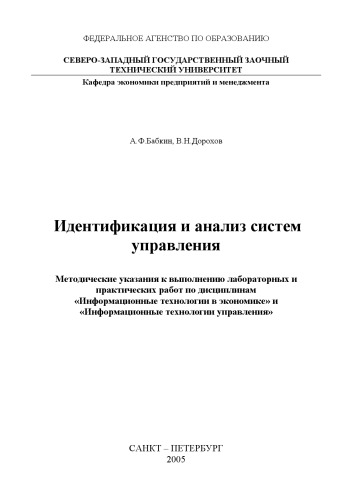 ФЕДЕРАЛЬНОЕ АГЕНСТВО ПО ОБРАЗОВАНИЮ
СЕВЕРО-ЗАПАДНЫЙ ГОСУДАРСТВЕННЫЙ ЗАОЧНЫЙ
ТЕХНИЧЕСКИЙ УНИВЕРСИТЕТ
Кафедра экономики предприятий и менеджмента
А.Ф.Бабкин, В.Н.Дорохов
Идентификация и анализ систем
управления
Методические указания к выполнению лабораторных и
практических работ по дисциплинам
«Информационные технологии в экономике» и
«Информационные технологии управления»
САНКТ – ПЕТЕРБУРГ
2005